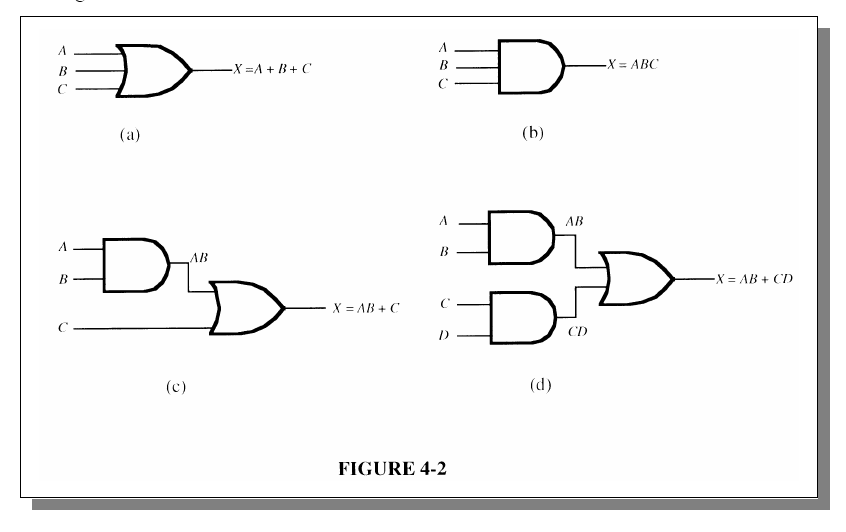 A
B
C
X =A + B + C
(a)
A
B
C
X = ABC
(b)
A
B
AB
C
X = AB + C
(c)
A
B
AB
C
D
CD
X = AB + CD
(d)
FIGURE 4-2